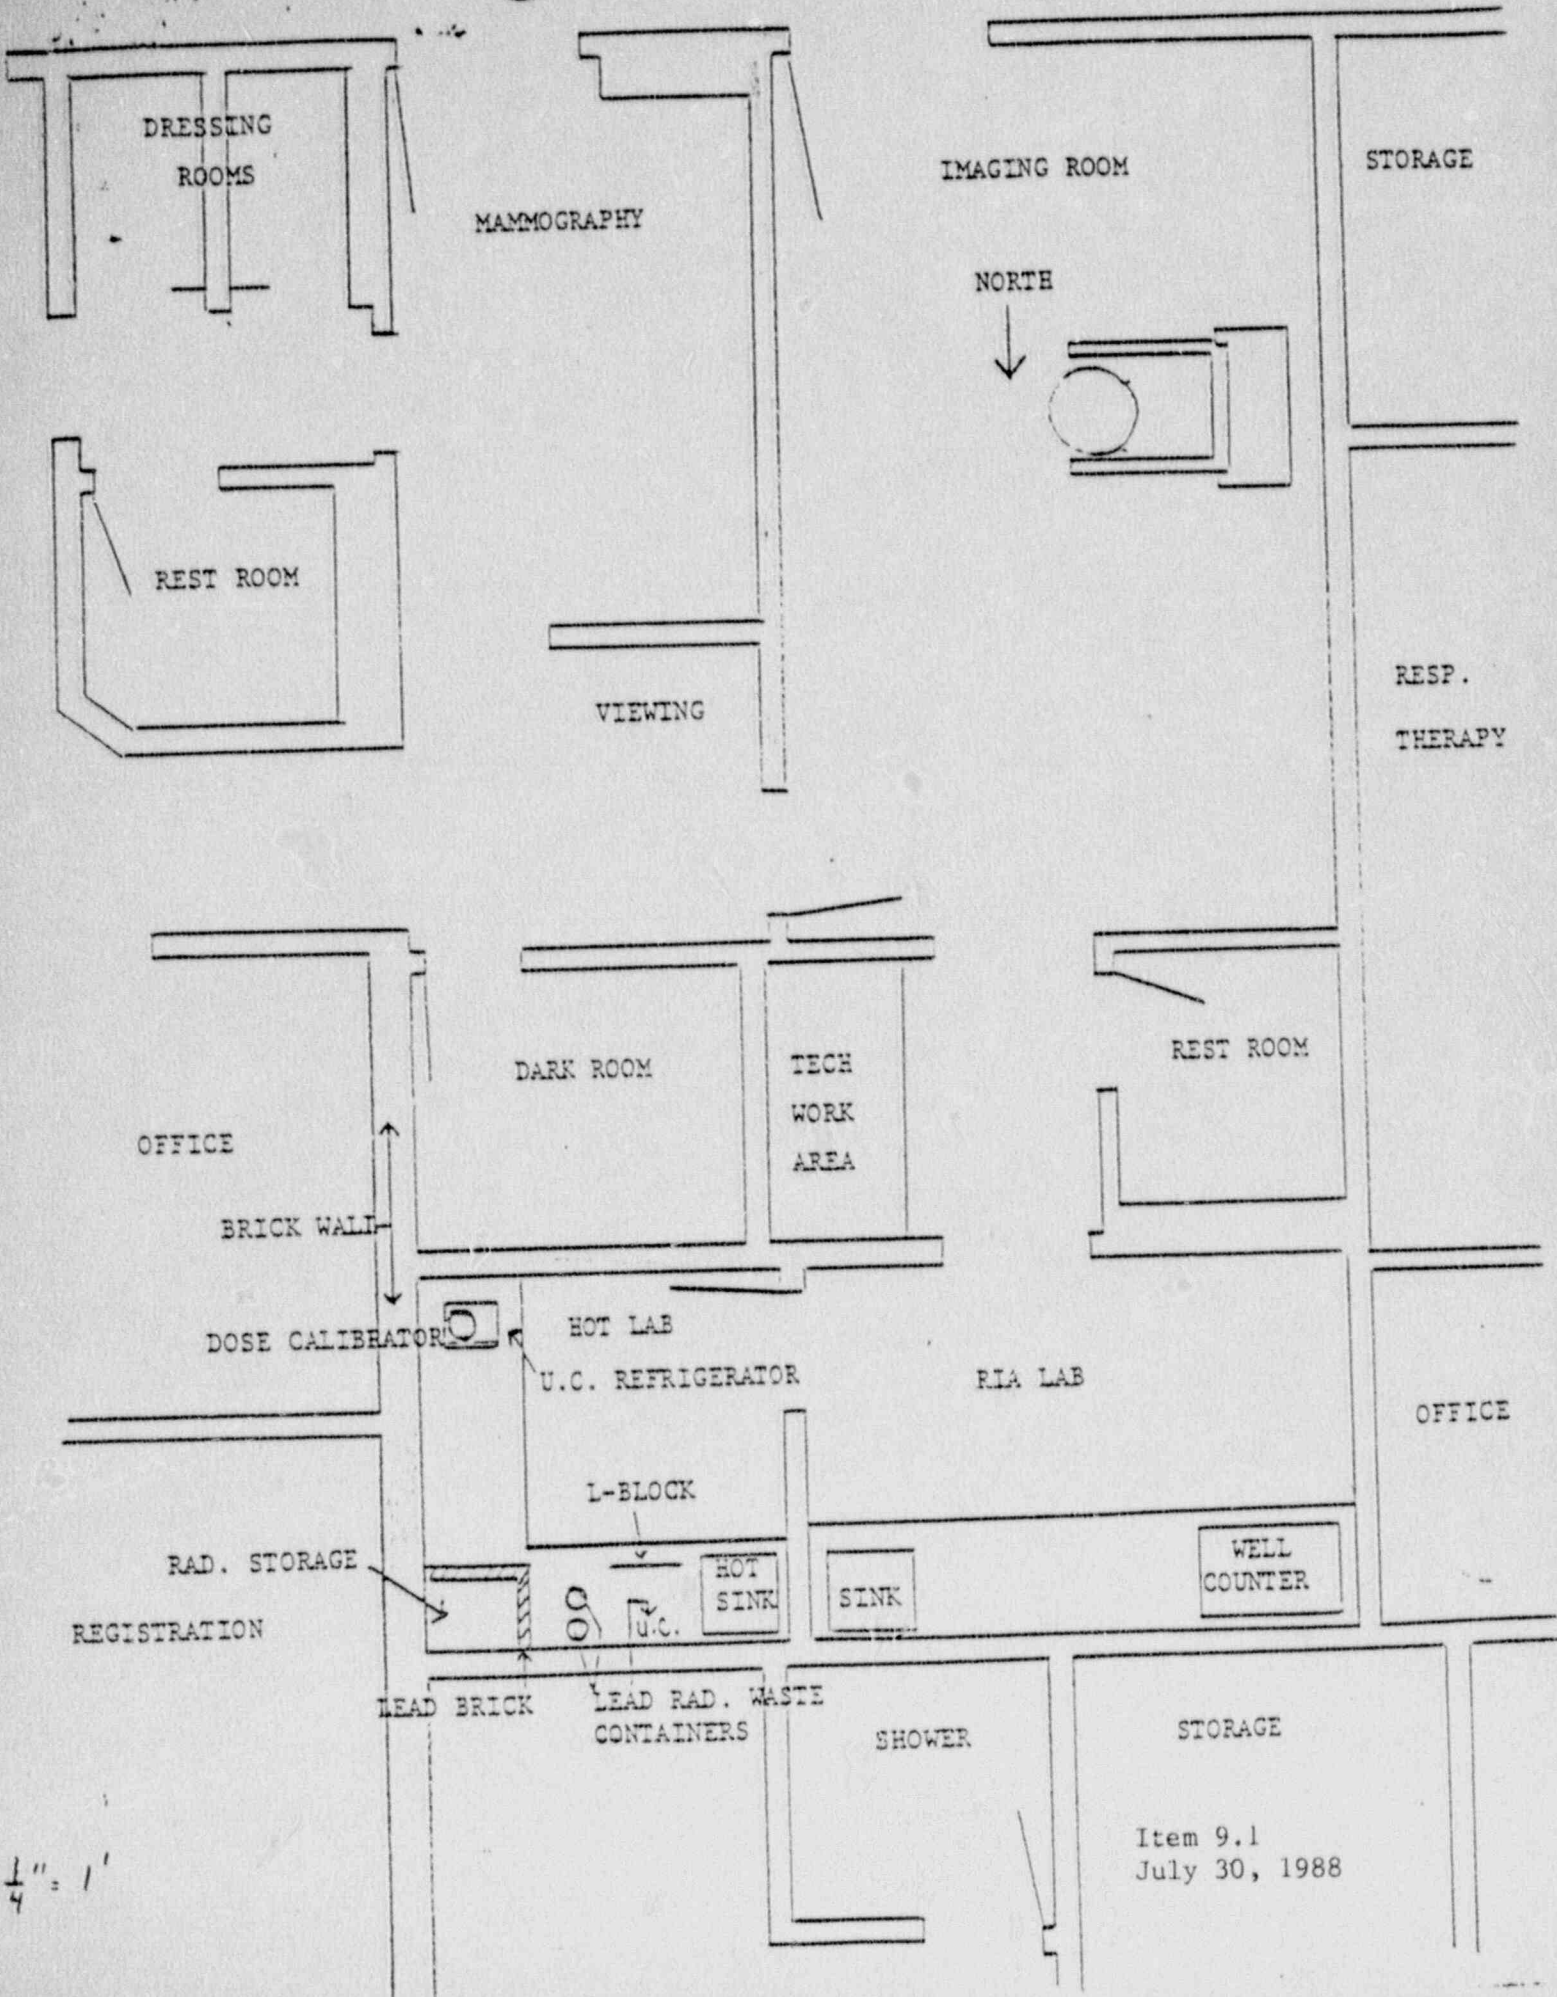 DRESSING
ROOMS
MAMMOGRAPHY
IMAGING ROOM
STORAGE
NORTH
REST ROOM
VIEWING
RESP.
THERAPY
OFFICE
BRICK WALL
DARK ROOM
TECH
WORK
AREA
REST ROOM
DOSE CALIBRATOR
HOT LAB
U.C. REFRIGERATOR
RIA LAB
OFFICE
L-BLOCK
RAD. STORAGE
REGISTRATION
HOT
SINK
U.C.
SINK
WELL
COUNTER
LEAD BRICK
LEAD RAD. WASTE
CONTAINERS
SHOWER
STORAGE
1/4" = 1'
Item 9.1
July 30, 1988